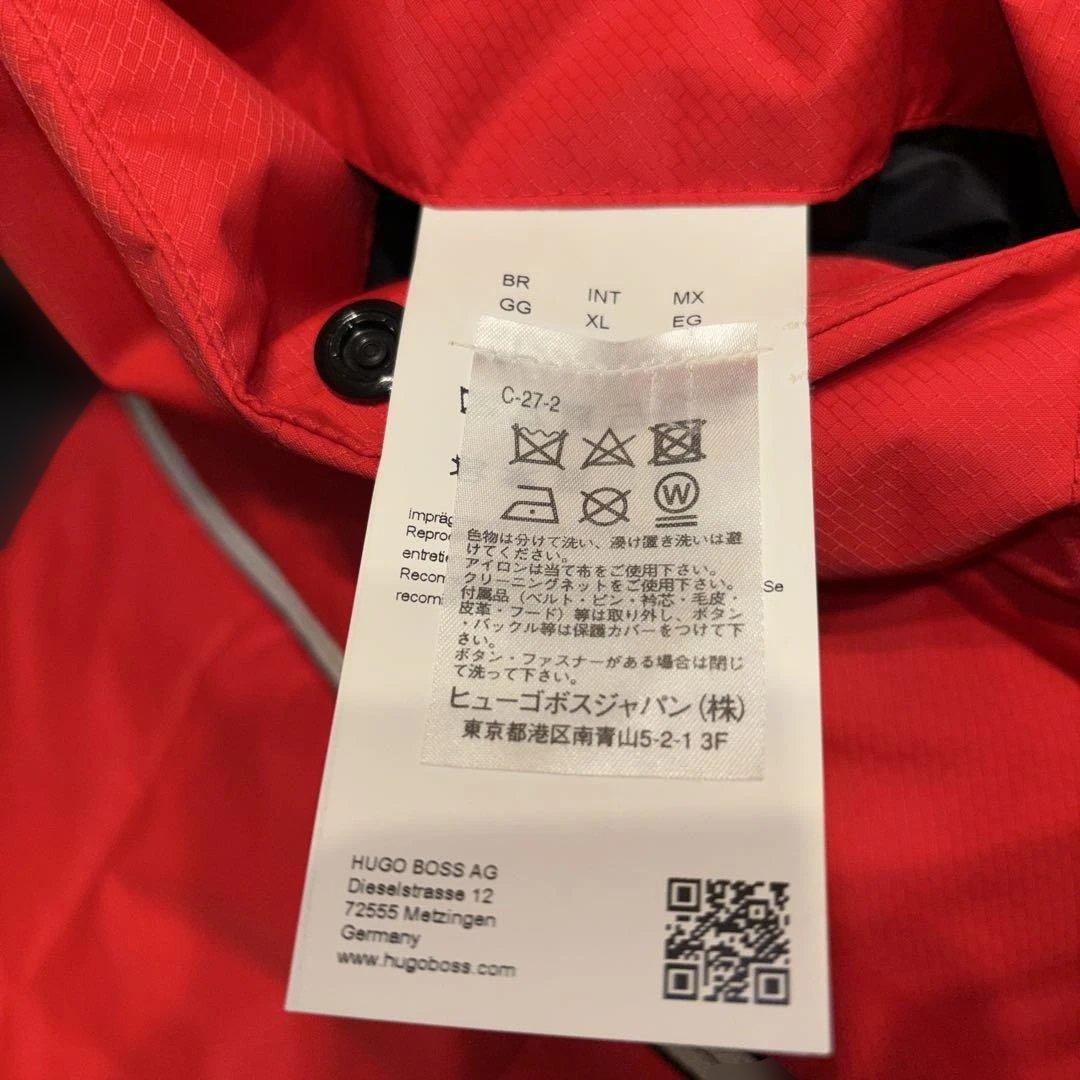 BR INT MX
GG XL EG
C-27-2
W
Impräg
Repro
entreti
Recom Se
recomi
色物は分けて洗い、浸け置き洗いは避
けてください。
アイロンは当て布をご使用下さい。
クリーニングネットをご使用下さい。
付属品(ベルト・ピン・衿芯・毛皮・
皮革・フード)等は取り外し、ボタン
・バックル等は保護カバーをつけて下
さい。
ボタン・ファスナーがある場合は閉じ
て洗って下さい。
ヒューゴボスジャパン(株)
東京都港区南青山5-2-1 3F
HUGO BOSS AG
Dieselstrasse 12
72555 Metzingen
Germany
www.hugoboss.com